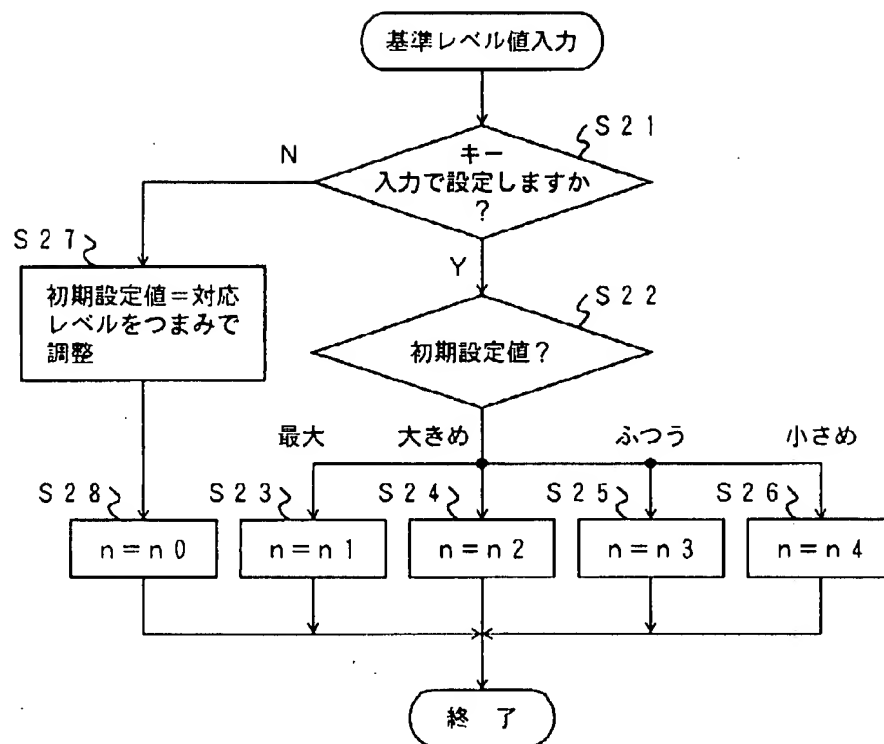 基準レベル値入力
S21
キー
入力で設定しますか
?
N
Y
S27
初期設定値=対応
レベルをつまみで
調整
S22
初期設定値?
最大
大きめ
ふつう
小さめ
S28
S23
S24
S25
S26
n=n0
n=n1
n=n2
n=n3
n=n4
終 了